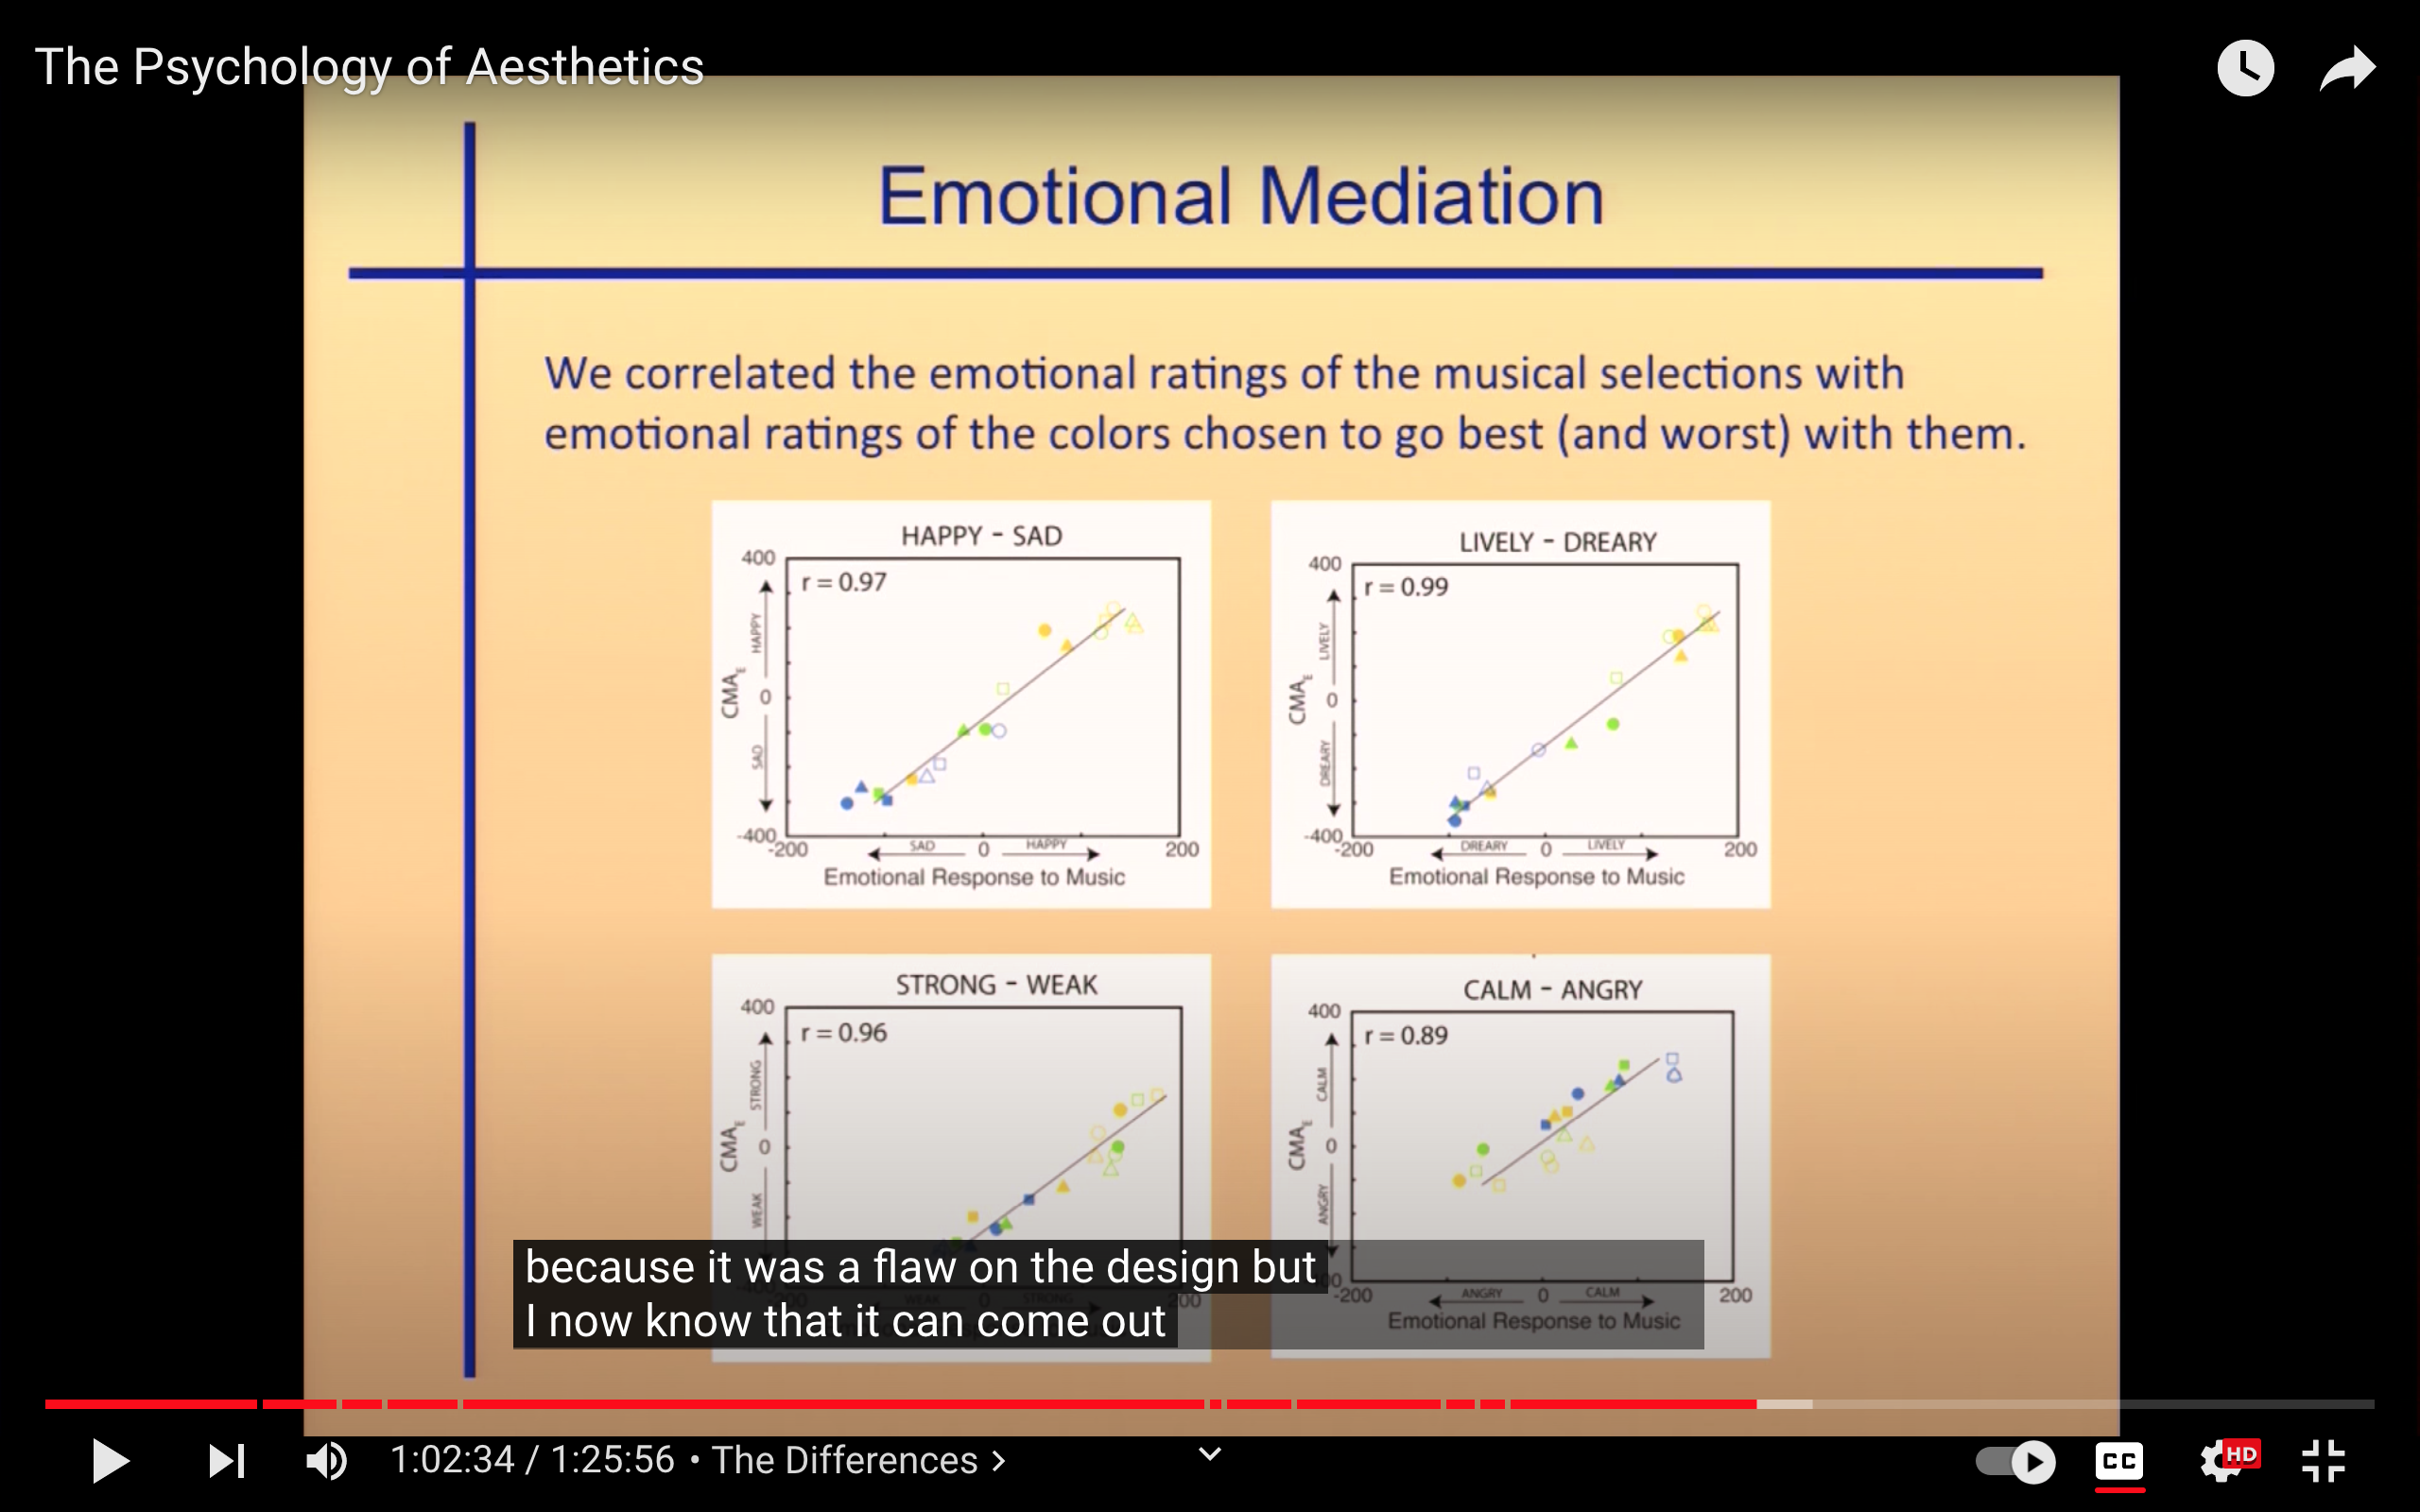 The Psychology of Aesthetics
Emotional Mediation
We correlated the emotional ratings of the musical selections with
emotional ratings of the colors chosen to go best (and worst) with them.
HAPPY - SAD
400
r = 0.97
HAPPY
CMAE
0
SAD
-400
-200
SAD
0
HAPPY
200
Emotional Response to Music
LIVELY - DREARY
400
r = 0.99
LIVELY
CMAE
0
DREARY
-400
-200
DREARY
0
LIVELY
200
Emotional Response to Music
STRONG - WEAK
400
r = 0.96
STRONG
CMAE
0
WEAK
WEAK
0
STRONG
200
CALM - ANGRY
400
r = 0.89
CALM
CMAE
0
ANGRY
-200
ANGRY
0
CALM
200
Emotional Response to Music
because it was a flaw on the design but
I now know that it can come out
1:02:34 / 1:25:56 • The Differences >
CC
HD